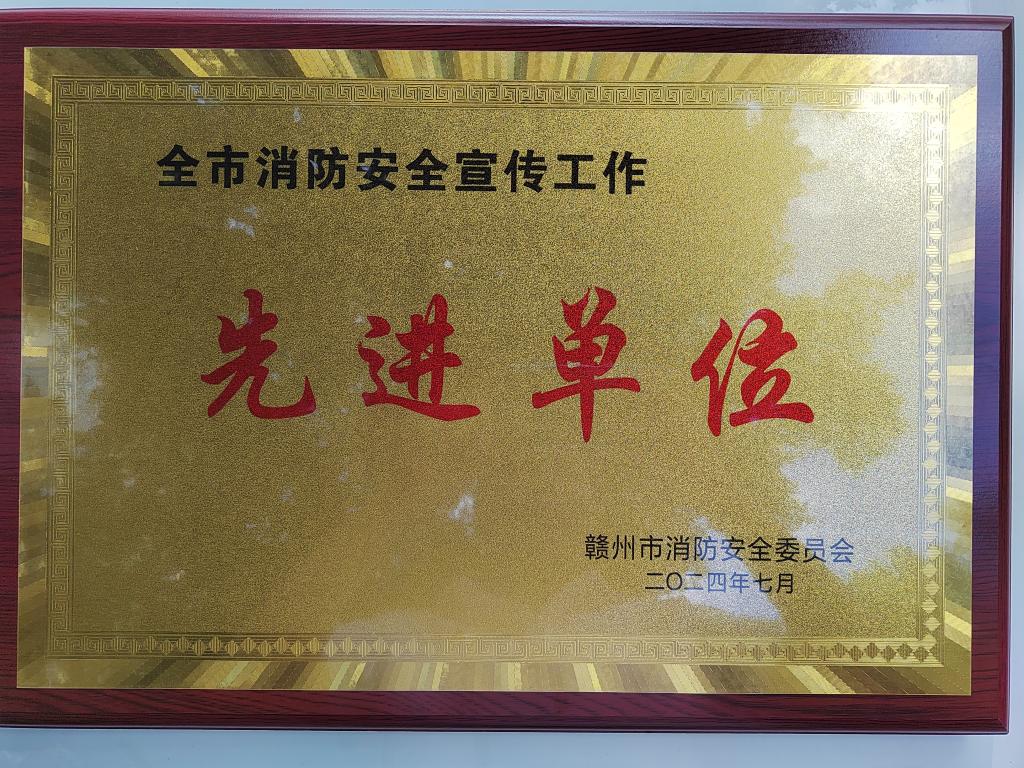 全市消防安全宣传工作
先进单位
赣州市消防安全委员会
二〇二四年七月